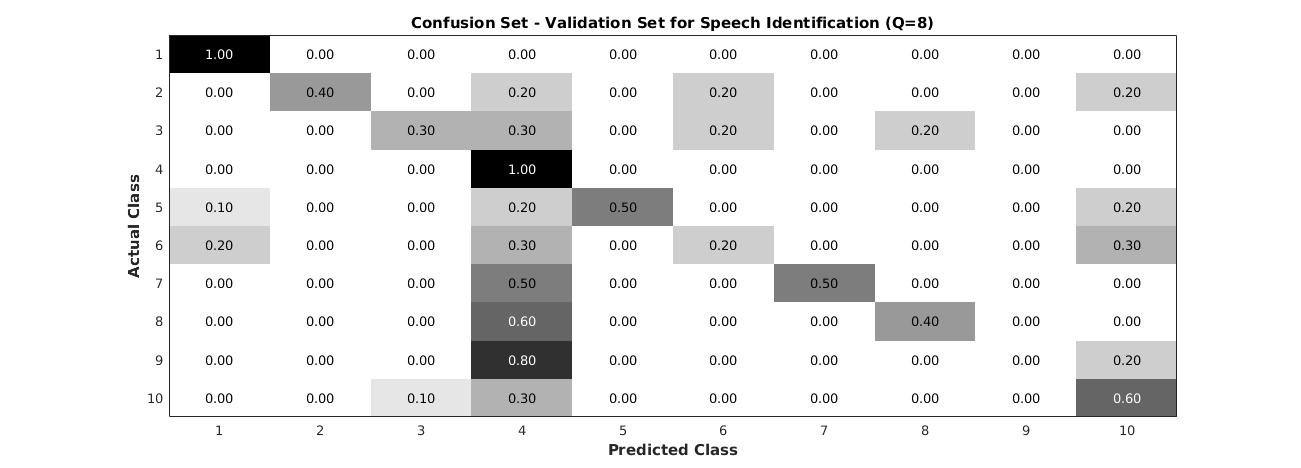 Confusion Set - Validation Set for Speech Identification (Q=8)
1 1.00 0.00 0.00 0.00 0.00 0.00 0.00 0.00 0.00 0.00
2 0.00 0.40 0.00 0.20 0.00 0.20 0.00 0.00 0.00 0.20
3 0.00 0.00 0.30 0.30 0.00 0.20 0.00 0.20 0.00 0.00
4 0.00 0.00 0.00 1.00 0.00 0.00 0.00 0.00 0.00 0.00
5 0.10 0.00 0.00 0.20 0.50 0.00 0.00 0.00 0.00 0.20
6 0.20 0.00 0.00 0.30 0.00 0.20 0.00 0.00 0.00 0.30
7 0.00 0.00 0.00 0.50 0.00 0.00 0.50 0.00 0.00 0.00
8 0.00 0.00 0.00 0.60 0.00 0.00 0.00 0.40 0.00 0.00
9 0.00 0.00 0.00 0.80 0.00 0.00 0.00 0.00 0.00 0.20
10 0.00 0.00 0.10 0.30 0.00 0.00 0.00 0.00 0.00 0.60
1 2 3 4 5 6 7 8 9 10
Predicted Class
Actual Class